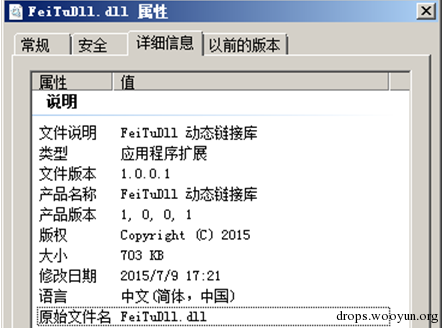 FeiTuDll.dll 属性
常规 安全 详细信息 以前的版本
属性 值
说明
文件说明 FeiTuDll 动态链接库
类型 应用程序扩展
文件版本 1.0.0.1
产品名称 FeiTuDll 动态链接库
产品版本 1, 0, 0, 1
版权 Copyright (C) 2015
大小 703 KB
修改日期 2015/7/9 17:21
语言 中文(简体，中国)
原始文件名 FeiTuDll.dll
drops.wooyun.org